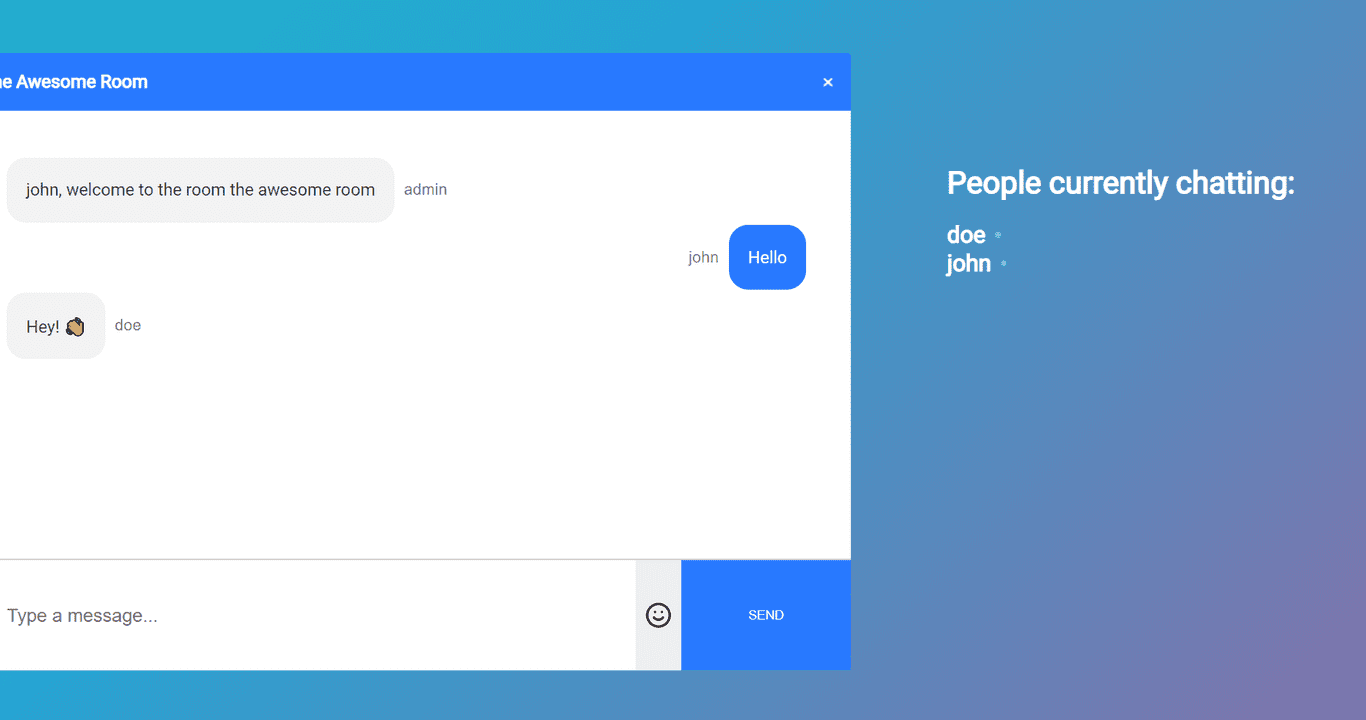 Awesome Room
×
john, welcome to the room the awesome room
admin
john
Hello
Hey! 👏🏽
doe
Type a message...
SEND
People currently chatting:
doe
john